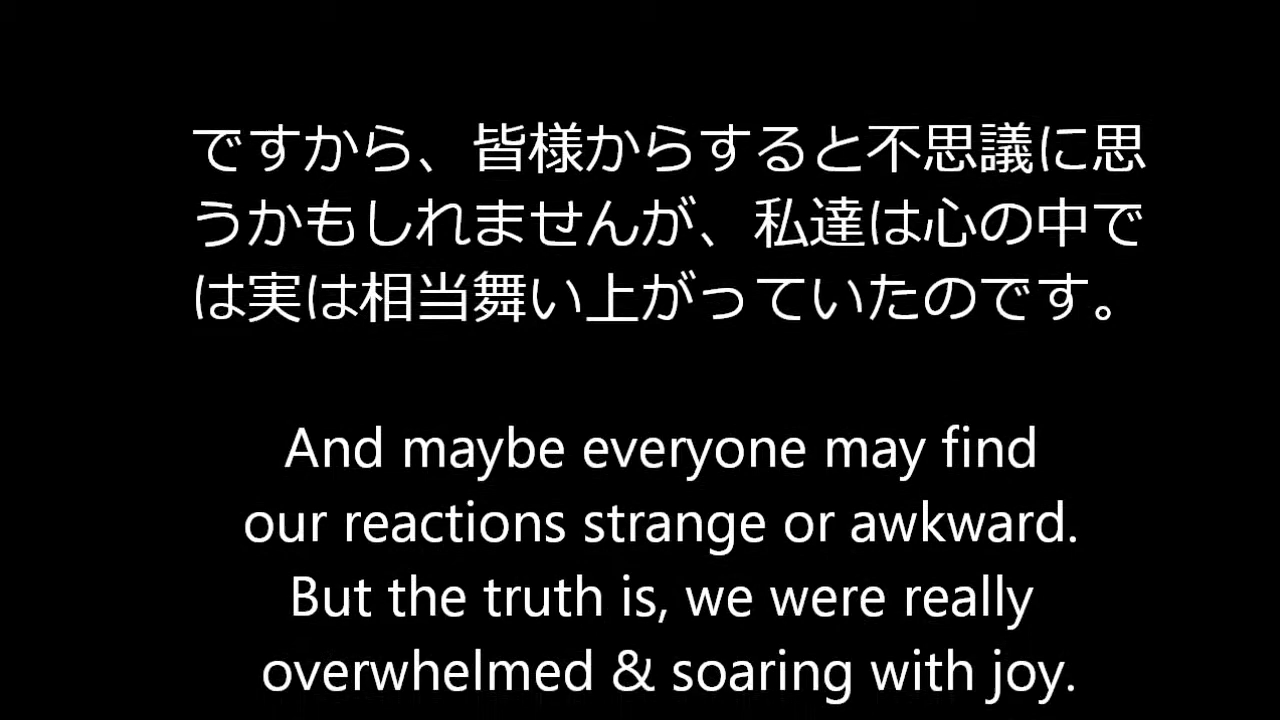 ですから、皆様からすると不思議に思
うかもしれませんが、私達は心の中で
は実は相当舞い上がっていたのです。
And maybe everyone may find
our reactions strange or awkward.
But the truth is, we were really
overwhelmed & soaring with joy.